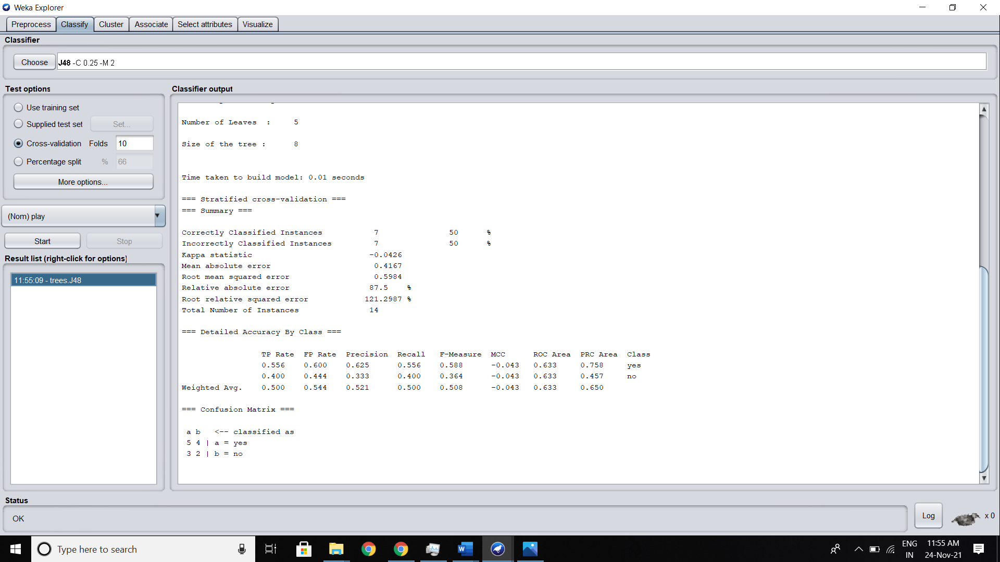 Weka Explorer
Preprocess Classify Cluster Associate Select attributes Visualize
Classifier
Choose J48 -C 0.25 -M 2
Test options
Use training set
Supplied test set Set...
Cross-validation Folds 10
Percentage split % 66
More options...
(Nom) play
Start Stop
Result list (right-click for options)
11:55:09 - trees.J48
Classifier output
Number of Leaves : 5
Size of the tree : 8
Time taken to build model: 0.01 seconds
=== Stratified cross-validation ===
=== Summary ===
Correctly Classified Instances 7 50 %
Incorrectly Classified Instances 7 50 %
Kappa statistic -0.0426
Mean absolute error 0.4167
Root mean squared error 0.5984
Relative absolute error 87.5 %
Root relative squared error 121.2987 %
Total Number of Instances 14
=== Detailed Accuracy By Class ===
TP Rate FP Rate Precision Recall F-Measure MCC ROC Area PRC Area Class
0.556 0.600 0.625 0.556 0.588 -0.043 0.633 0.758 yes
0.400 0.444 0.333 0.400 0.364 -0.043 0.633 0.457 no
Weighted Avg. 0.500 0.544 0.521 0.500 0.508 -0.043 0.633 0.650
=== Confusion Matrix ===
a b <-- classified as
5 4 | a = yes
3 2 | b = no
Status
OK
Log
x 0
Type here to search
ENG
IN
11:55 AM
24-Nov-21